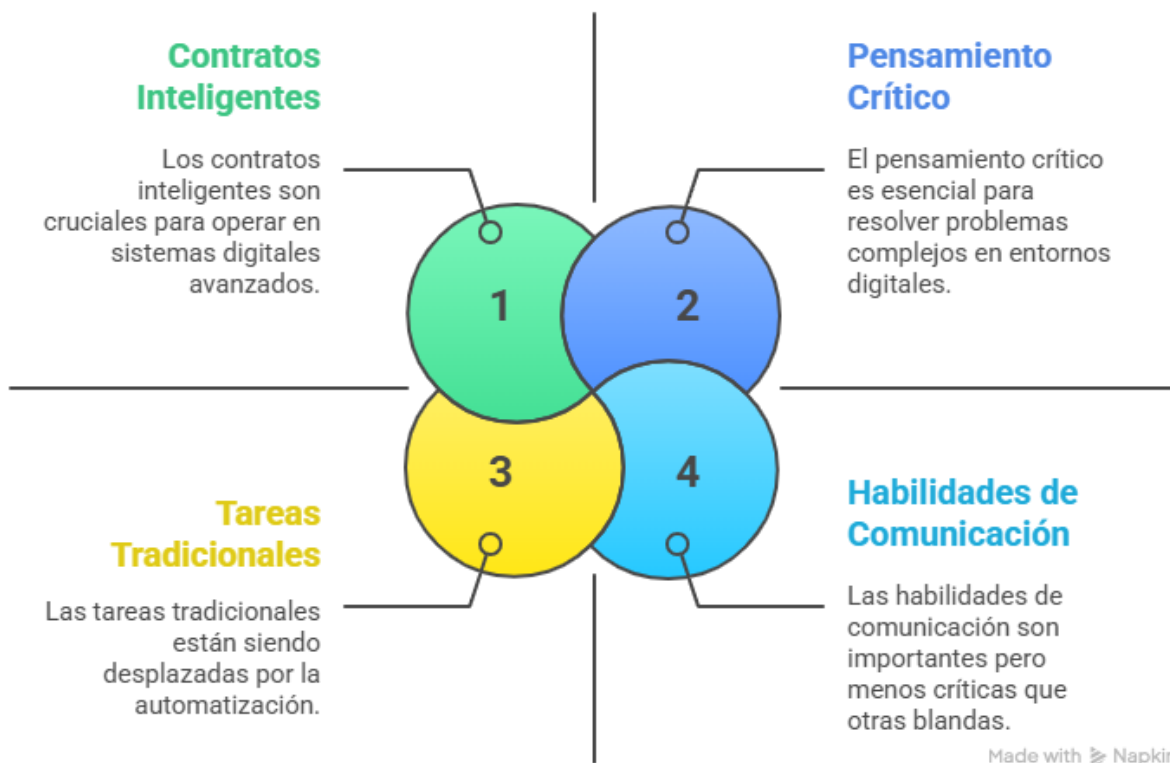 Contratos
Inteligentes
Los contratos
inteligentes son
cruciales para operar en
sistemas digitales
avanzados.
Pensamiento
Crítico
El pensamiento crítico
es esencial para
resolver problemas
complejos en entornos
digitales.
1
2
3
4
Tareas
Tradicionales
Las tareas tradicionales
están siendo
desplazadas por la
automatización.
Habilidades de
Comunicación
Las habilidades de
comunicación son
importantes pero
menos críticas que
otras blandas.
Made with Napkin